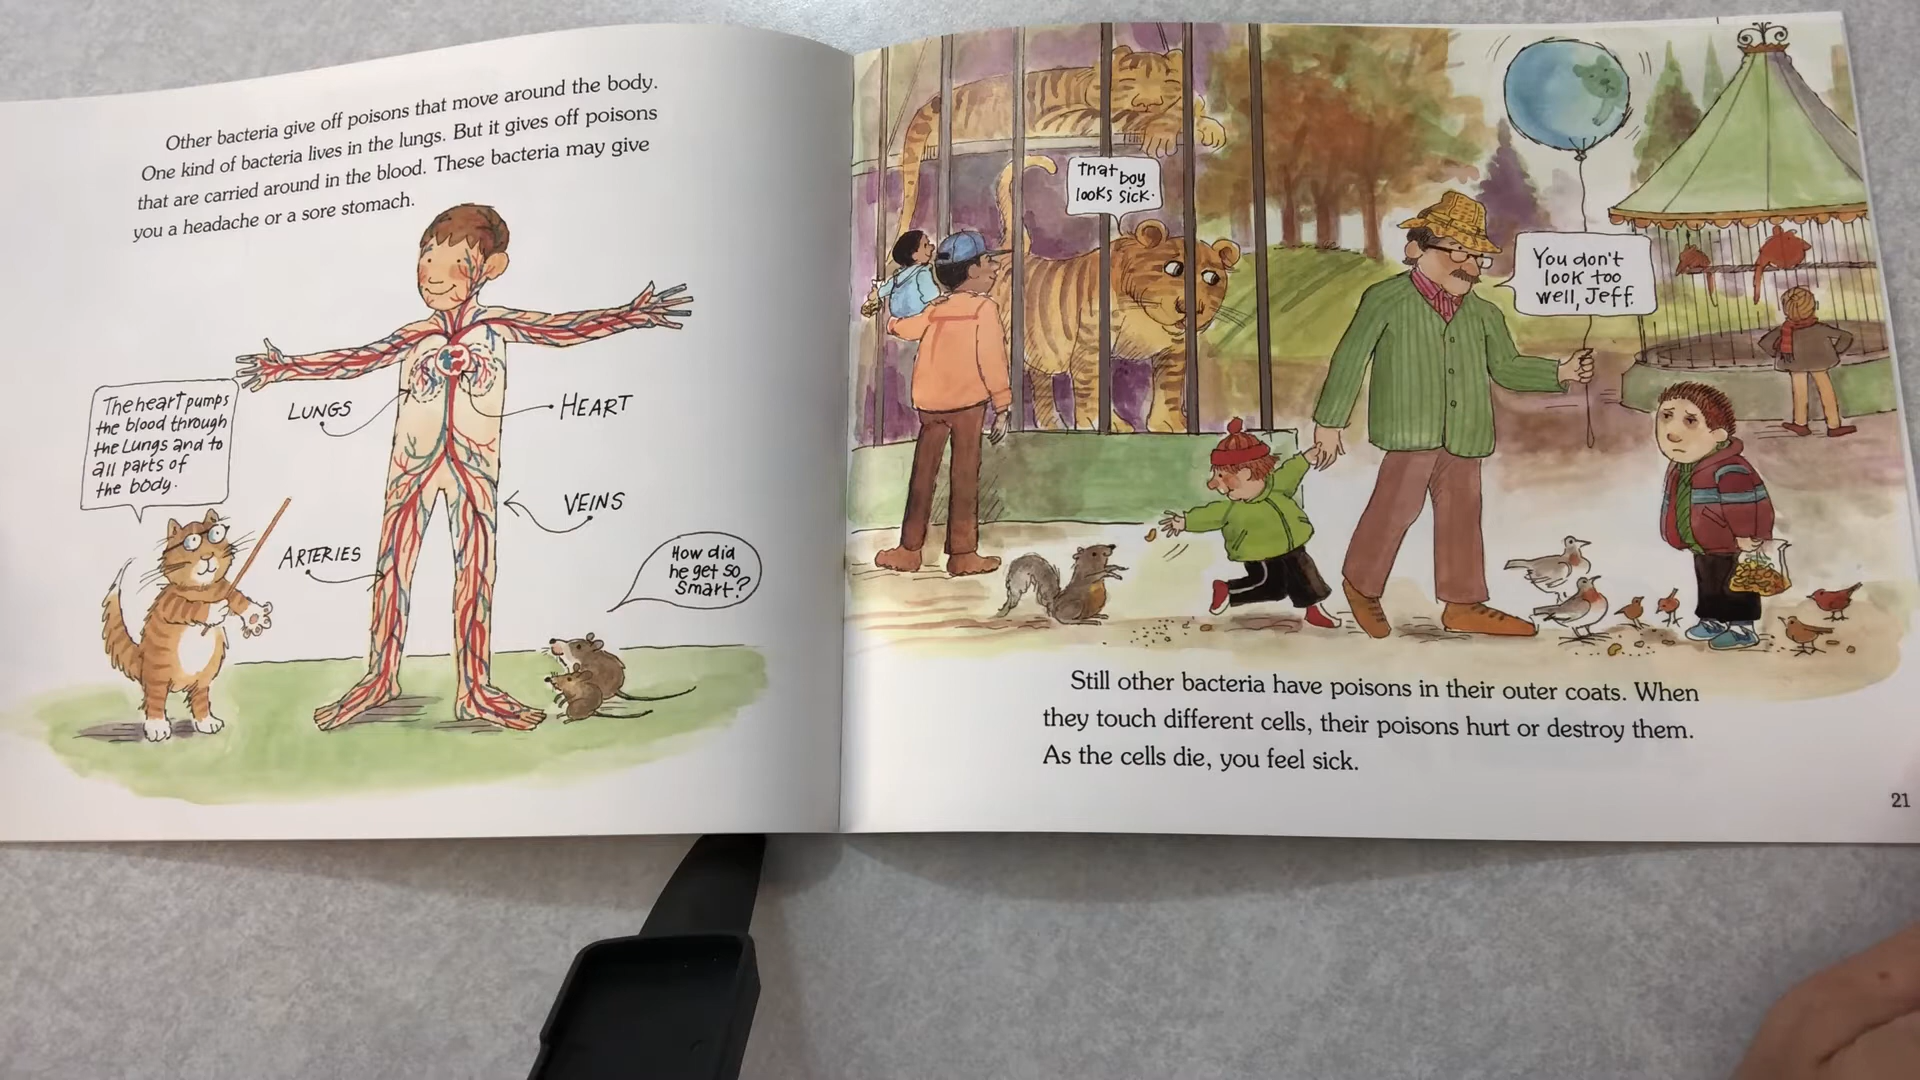 Other bacteria give off poisons that move around the body.
One kind of bacteria lives in the lungs. But it gives off poisons
that are carried around in the blood. These bacteria may give
you a headache or a sore stomach.
The heart pumps
the blood through
the Lungs and to
all parts of
the body.
LUNGS
HEART
VEINS
ARTERIES
How did
he get so
smart?
That boy
looks sick.
You don't
look too
well, Jeff.
Still other bacteria have poisons in their outer coats. When
they touch different cells, their poisons hurt or destroy them.
As the cells die, you feel sick.
21